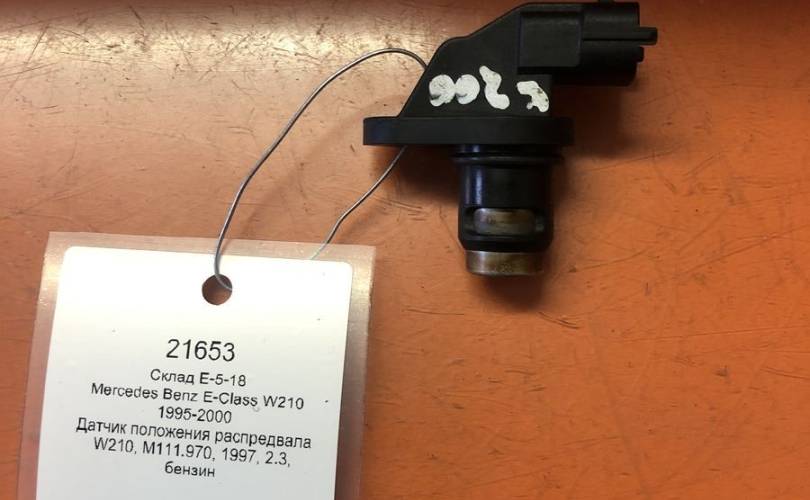 21653
Склад E-5-18
Mercedes Benz E-Class W210
1995-2000
Датчик положения распредвала
W210, M111.970, 1997, 2.3,
бензин